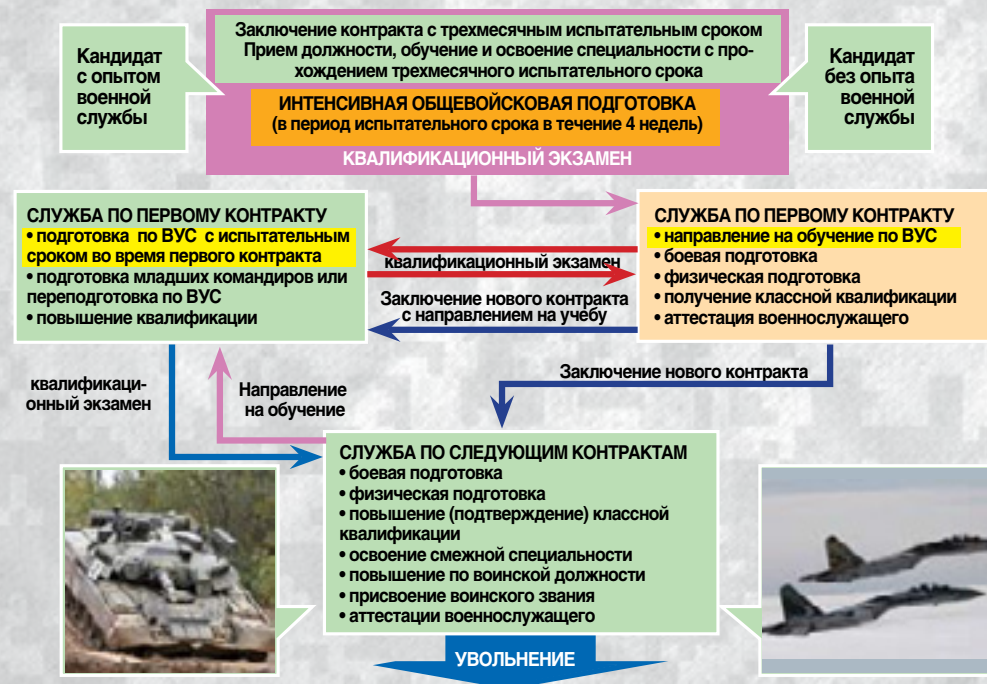 Заключение контракта с трехмесячным испытательным сроком
Прием должности, обучение и освоение специальности с про-
хождением трехмесячного испытательного срока
Кандидат
с опытом
военной
службы
Кандидат
без опыта
военной
службы
ИНТЕНСИВНАЯ ОБЩЕВОЙСКОВАЯ ПОДГОТОВКА
(в период испытательного срока в течение 4 недель)
КВАЛИФИКАЦИОННЫЙ ЭКЗАМЕН
СЛУЖБА ПО ПЕРВОМУ КОНТРАКТУ
• подготовка по ВУС с испытательным
сроком во время первого контракта
• подготовка младших командиров или
переподготовка по ВУС
• повышение квалификации
квалификационный экзамен
Заключение нового контракта
с направлением на учебу
СЛУЖБА ПО ПЕРВОМУ КОНТРАКТУ
• направление на обучение по ВУС
• боевая подготовка
• физическая подготовка
• получение классной квалификации
• аттестация военнослужащего
квалификаци-
онный экзамен
Направление
на обучение
Заключение нового контракта
СЛУЖБА ПО СЛЕДУЮЩИМ КОНТРАКТАМ
• боевая подготовка
• физическая подготовка
• повышение (подтверждение) классной
квалификации
• освоение смежной специальности
• повышение по воинской должности
• присвоение воинского звания
• аттестации военнослужащего
УВОЛЬНЕНИЕ